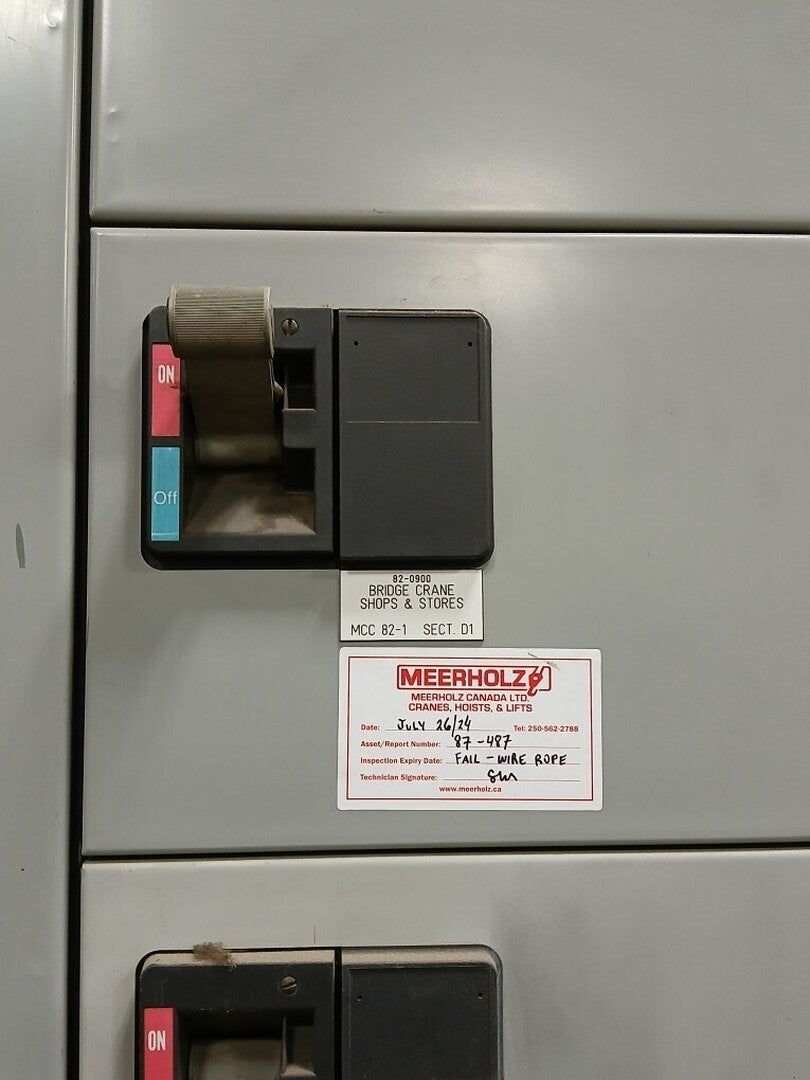 ON
Off
82-0900
BRIDGE CRANE
SHOPS & STORES
MCC 82-1 SECT. D1
MEERHOLZ
MEERHOLZ CANADA LTD.
CRANES, HOISTS, & LIFTS
Date: JULY 26/24 Tel: 250-562-2788
Asset/Report Number: 87-487
Inspection Expiry Date: FAIL - WIRE ROPE
Technician Signature:
www.meerholz.ca
ON